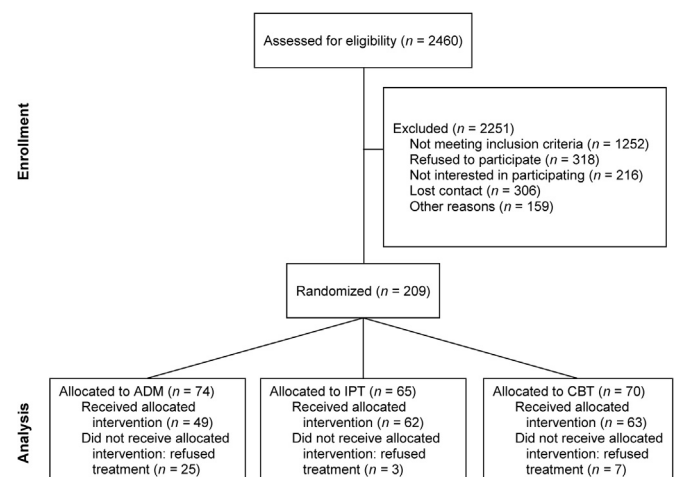 Assessed for eligibility (n = 2460)
Enrollment
Excluded (n = 2251)
Not meeting inclusion criteria (n = 1252)
Refused to participate (n = 318)
Not interested in participating (n = 216)
Lost contact (n = 306)
Other reasons (n = 159)
Randomized (n = 209)
Analysis
Allocated to ADM (n = 74)
Received allocated
intervention (n = 49)
Did not receive allocated
intervention: refused
treatment (n = 25)
Allocated to IPT (n = 65)
Received allocated
intervention (n = 62)
Did not receive allocated
intervention: refused
treatment (n = 3)
Allocated to CBT (n = 70)
Received allocated
intervention (n = 63)
Did not receive allocated
intervention: refused
treatment (n = 7)